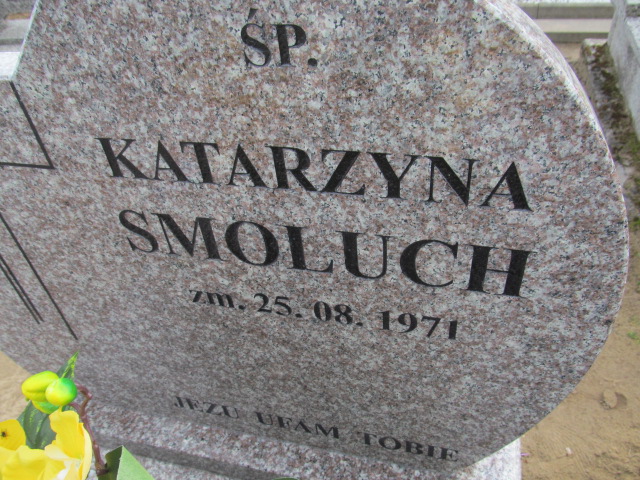 ŚP.
KATARZYNA
SMOLUCH
zm. 25. 08. 1971
JEZU UFAM TOBIE